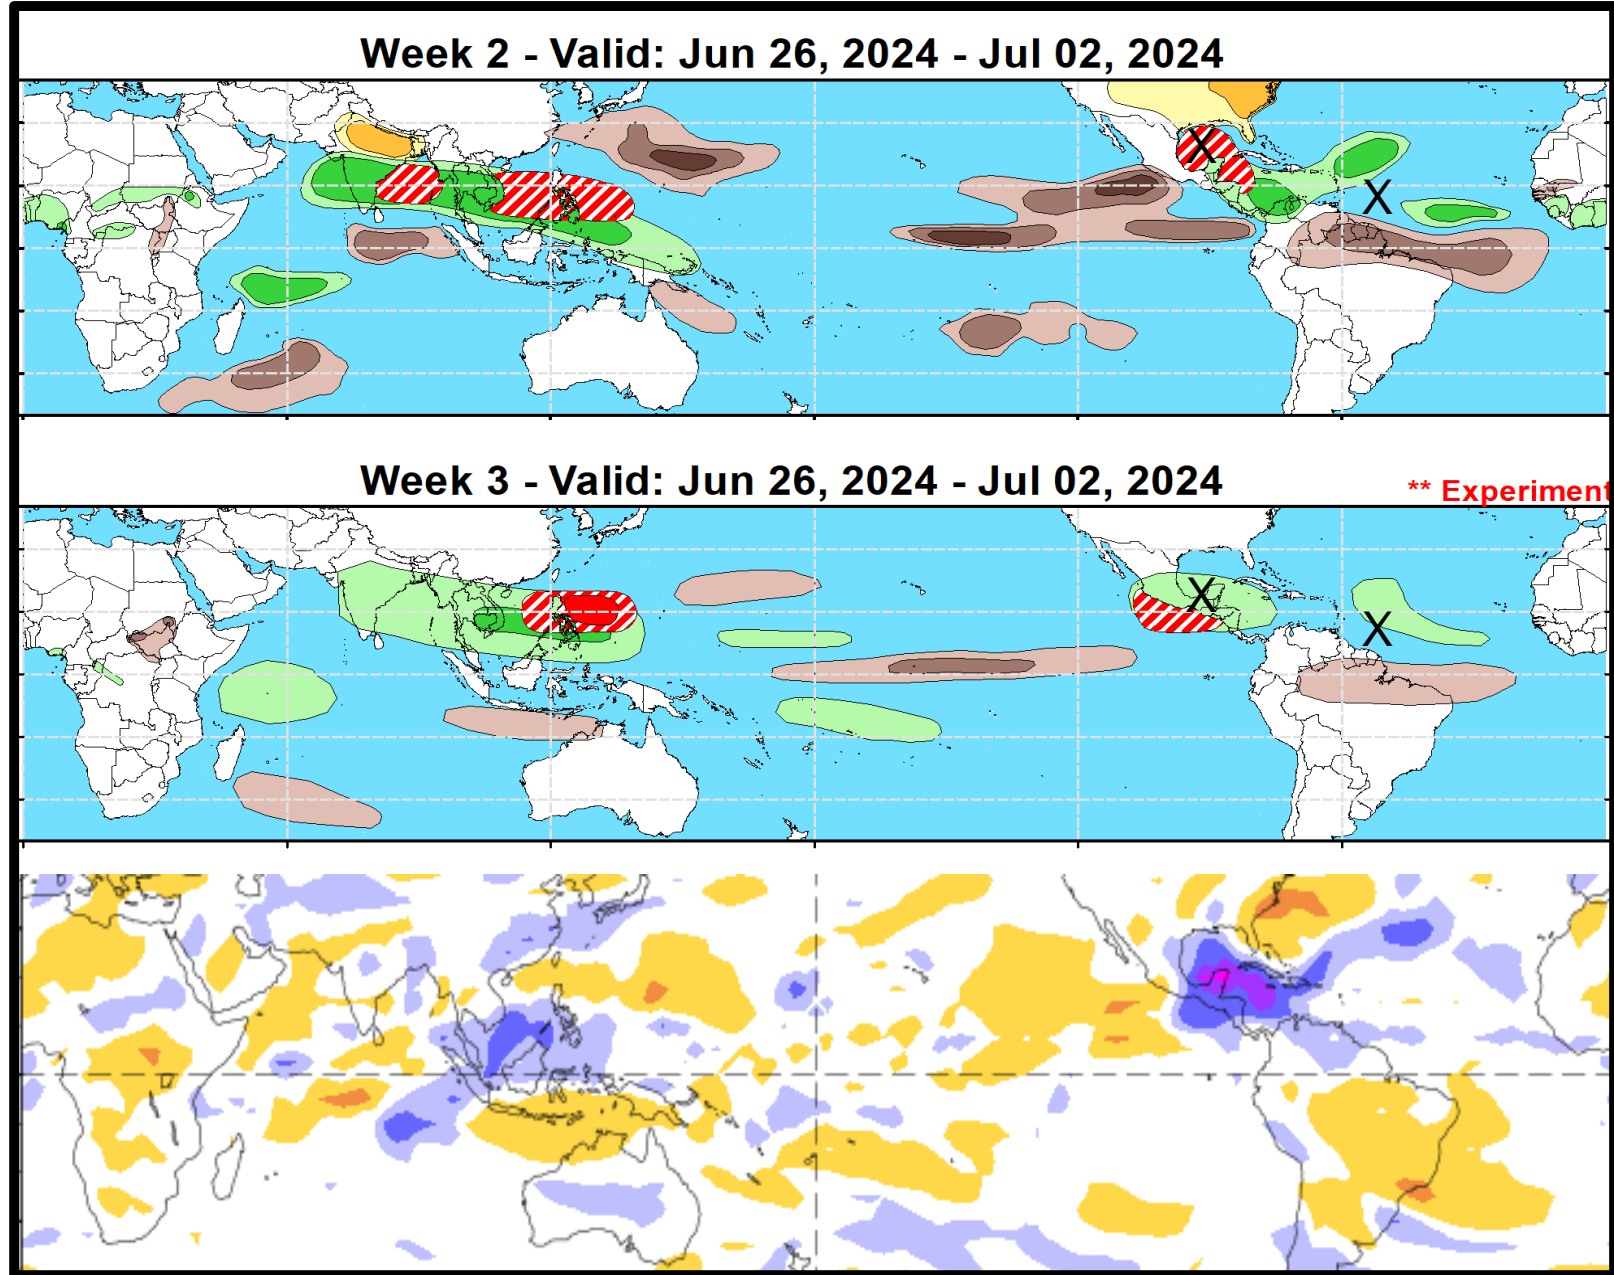 Week 2 - Valid: Jun 26, 2024 - Jul 02, 2024
X
X
Week 3 - Valid: Jun 26, 2024 - Jul 02, 2024
** Experiment
X
X